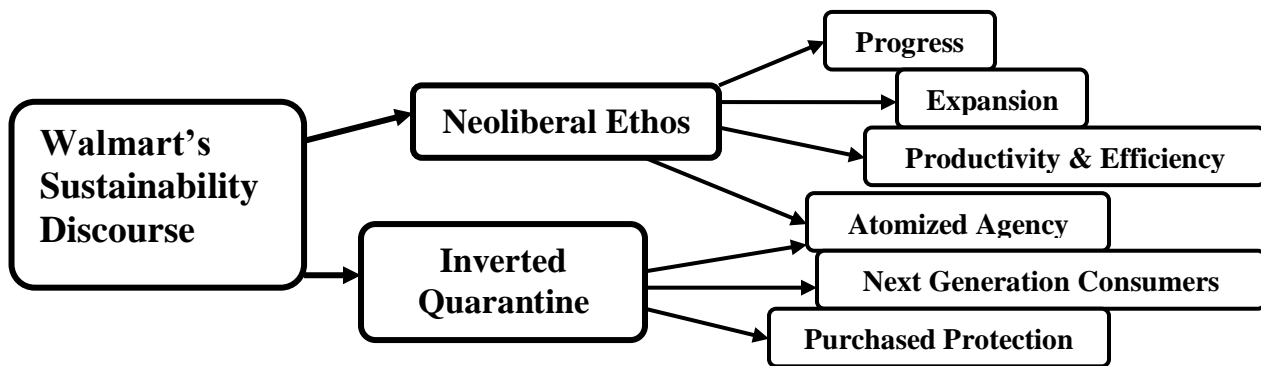 Walmart's
Sustainability
Discourse
Neoliberal Ethos
Inverted
Quarantine
Progress
Expansion
Productivity & Efficiency
Atomized Agency
Next Generation Consumers
Purchased Protection